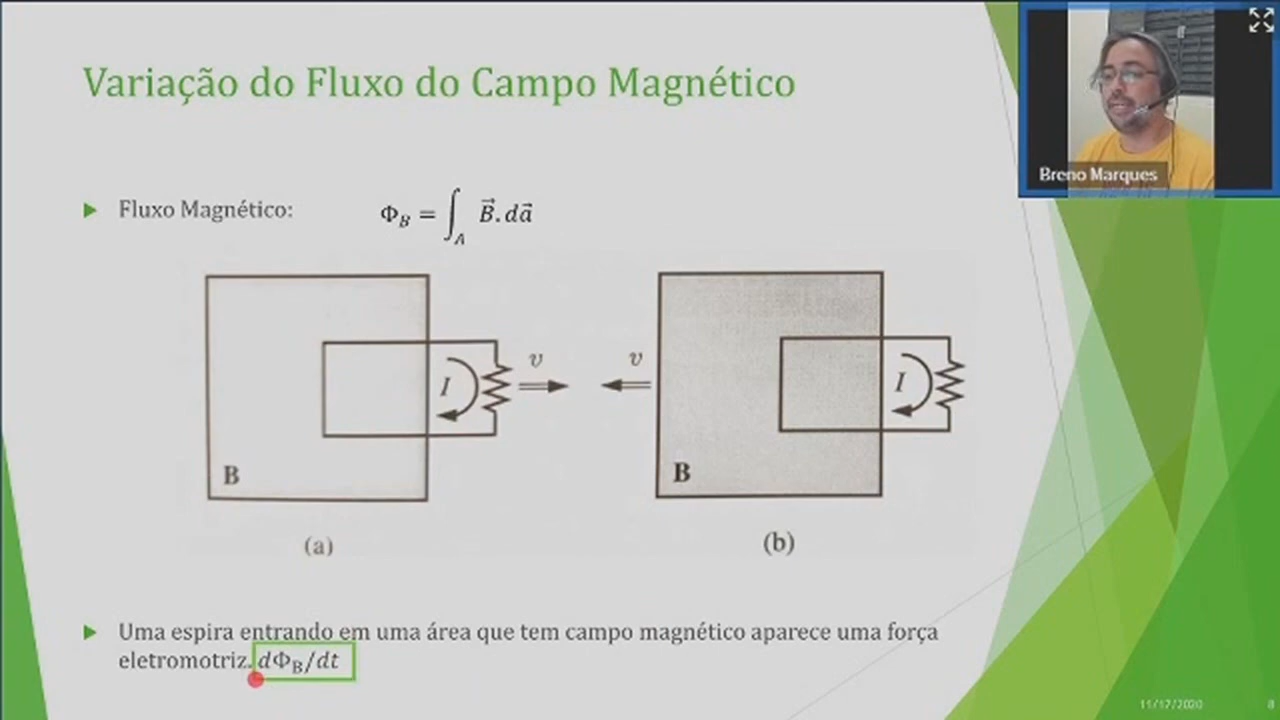 Variação do Fluxo do Campo Magnético
Breno Marques
Fluxo Magnético: Φ_B = ∫_A B⃗. da⃗
I v
B
(a)
v I
B
(b)
Uma espira entrando em uma área que tem campo magnético aparece uma força
eletromotriz. dΦ_B/dt
11/17/2020 8